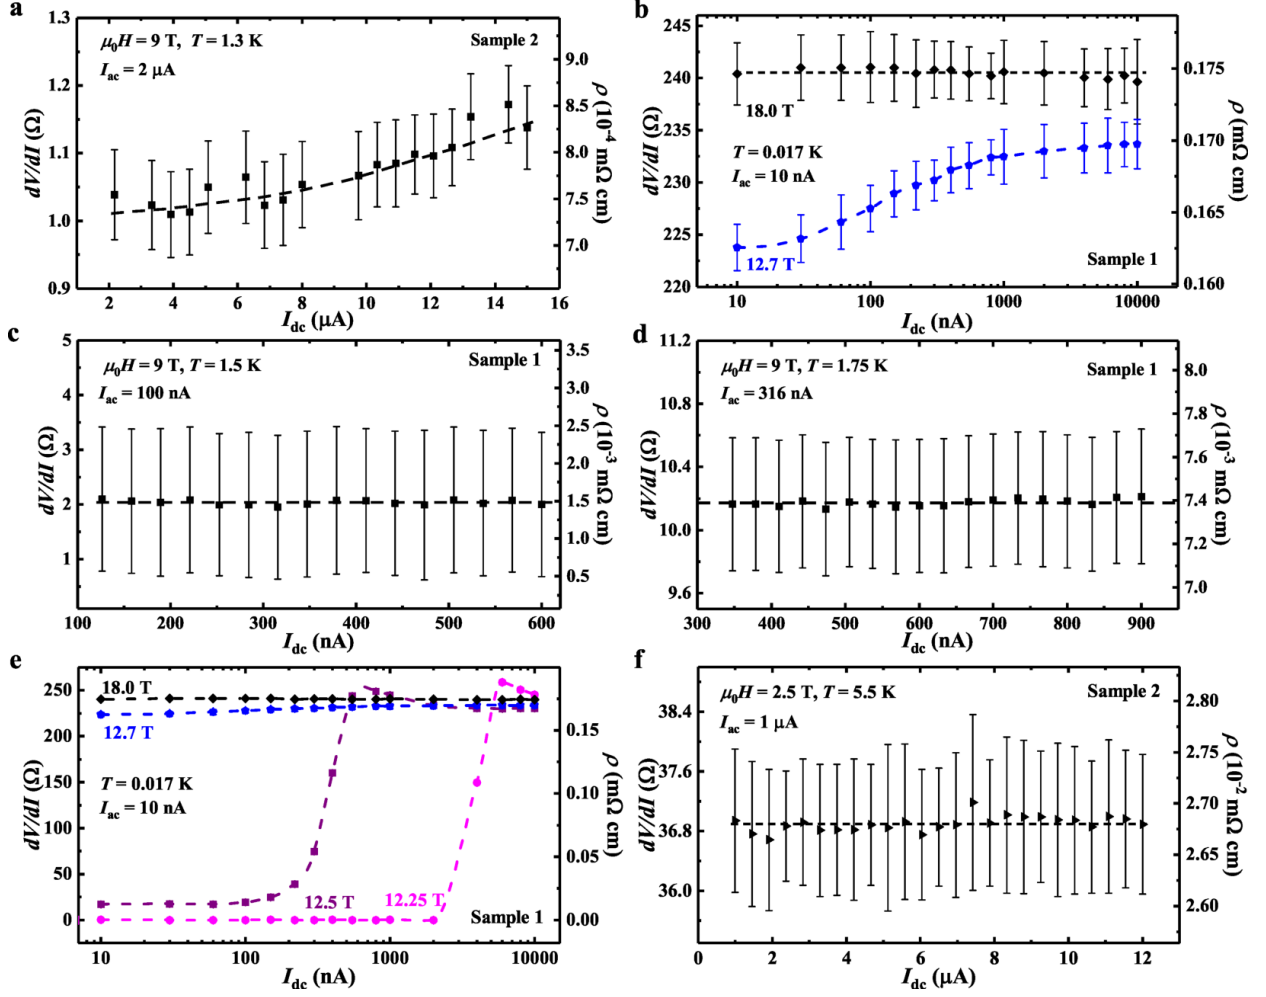 a
1.3
1.2
1.1
1.0
0.9
dV/dI (Ω)
μ₀H = 9 T, T = 1.3 K
I_ac = 2 μA
Sample 2
9.0
8.5
8.0
7.5
7.0
ρ (10⁻⁴ mΩ cm)
2 4 6 8 10 12 14 16
I_dc (μA)
b
245
240
235
230
225
220
dV/dI (Ω)
18.0 T
T = 0.017 K
I_ac = 10 nA
12.7 T
Sample 1
0.175
0.170
0.165
0.160
ρ (mΩ cm)
10 100 1000 10000
I_dc (nA)
c
5
4
3
2
1
dV/dI (Ω)
μ₀H = 9 T, T = 1.5 K
I_ac = 100 nA
Sample 1
3.5
3.0
2.5
2.0
1.5
1.0
0.5
ρ (10⁻³ mΩ cm)
100 200 300 400 500 600
I_dc (nA)
d
11.2
10.8
10.4
10.0
9.6
dV/dI (Ω)
μ₀H = 9 T, T = 1.75 K
I_ac = 316 nA
Sample 1
8.0
7.8
7.6
7.4
7.2
7.0
ρ (10⁻³ mΩ cm)
300 400 500 600 700 800 900
I_dc (nA)
e
250
200
150
100
50
0
dV/dI (Ω)
18.0 T
12.7 T
T = 0.017 K
I_ac = 10 nA
12.5 T
12.25 T
Sample 1
0.15
0.10
0.05
0.00
ρ (mΩ cm)
10 100 1000 10000
I_dc (nA)
f
38.4
37.6
36.8
36.0
dV/dI (Ω)
μ₀H = 2.5 T, T = 5.5 K
I_ac = 1 μA
Sample 2
2.80
2.75
2.70
2.65
2.60
ρ (10⁻² mΩ cm)
0 2 4 6 8 10 12
I_dc (μA)